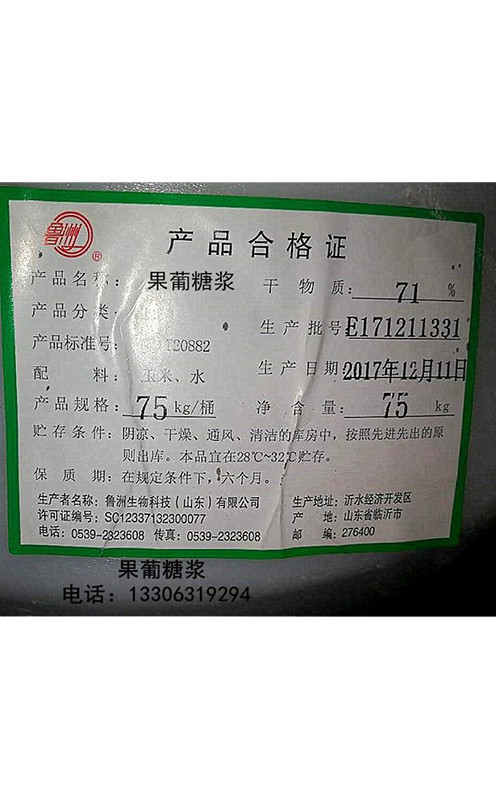 鲁洲
®
产品合格证
产品名称: 果葡糖浆 干物质: 71 %
产品分类: 生产批号: E171211331
产品标准号: T20882 生产日期: 2017年12月11日
配料: 玉米、水
产品规格: 75 kg/桶 净含量: 75 kg
贮存条件: 阴凉、干燥、通风、清洁的库房中,按照先进先出的原
则出库。本品宜在28℃~32℃贮存。
保质期: 在规定条件下,六个月。
生产者名称: 鲁洲生物科技(山东)有限公司 生产地址: 沂水经济开发区
许可证编号: SC12337132300077 产地: 山东省临沂市
电话: 0539-2323608 传真: 0539-2323608 邮编: 276400
果葡糖浆
电话: 13306319294